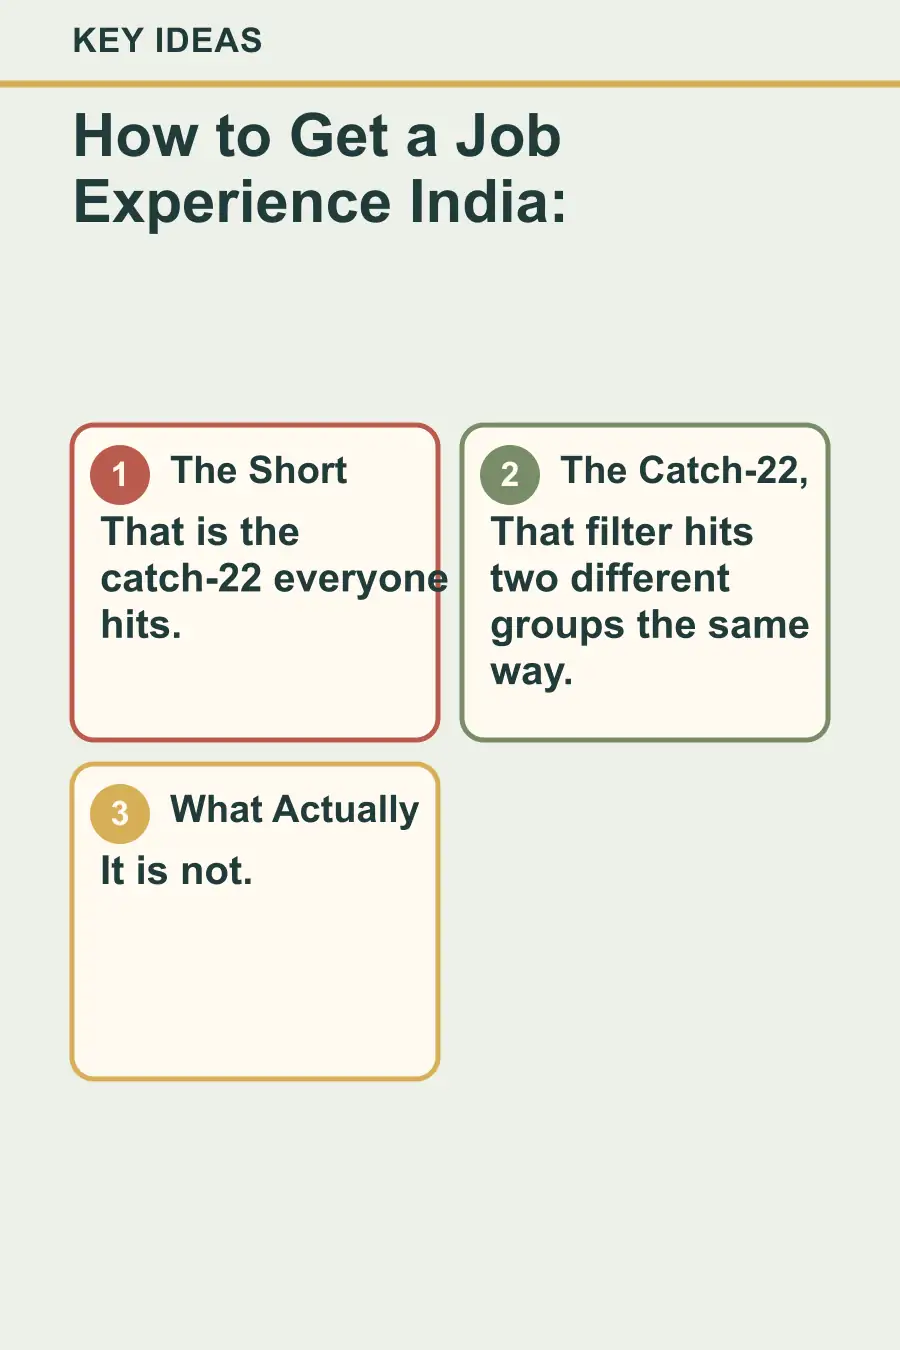 KEY IDEAS
How to Get a Job
Experience India:
1
The Short
That is the
catch-22 everyone
hits.
2
The Catch-22,
That filter hits
two different
groups the same
way.
3
What Actually
It is not.